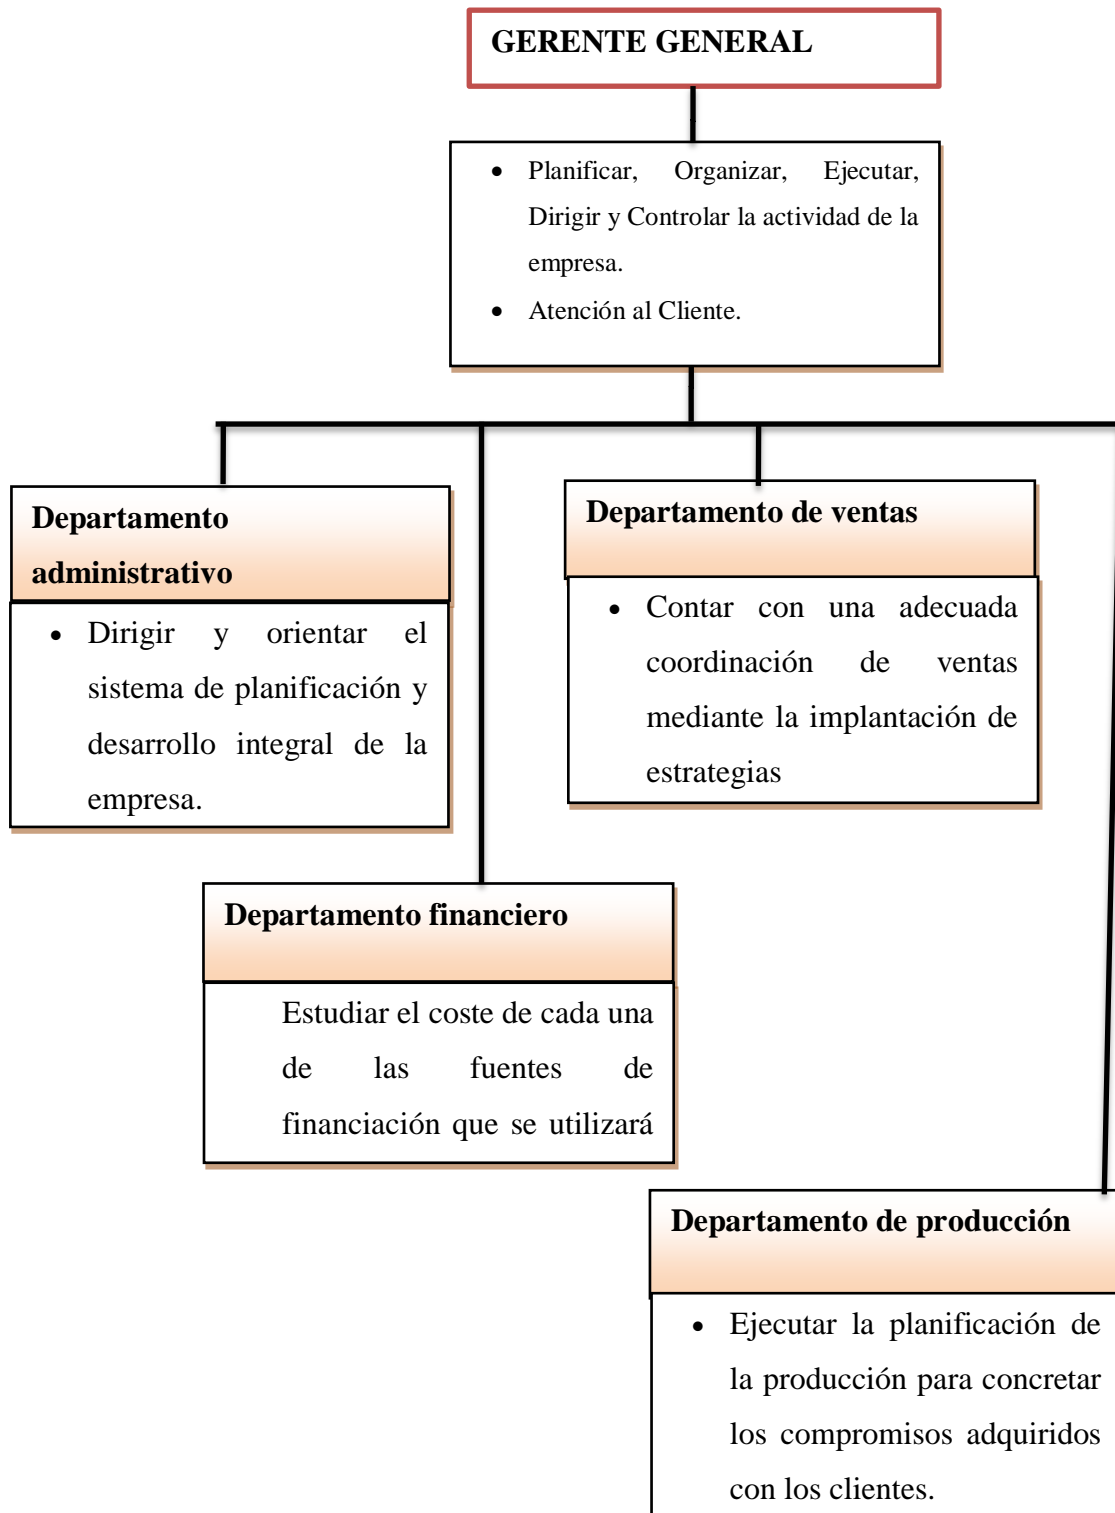 GERENTE GENERAL
• Planificar, Organizar, Ejecutar,
Dirigir y Controlar la actividad de la
empresa.
• Atención al Cliente.
Departamento
administrativo
• Dirigir y orientar el
sistema de planificación y
desarrollo integral de la
empresa.
Departamento de ventas
• Contar con una adecuada
coordinación de ventas
mediante la implantación de
estrategias
Departamento financiero
Estudiar el coste de cada una
de las fuentes de
financiación que se utilizará
Departamento de producción
• Ejecutar la planificación de
la producción para concretar
los compromisos adquiridos
con los clientes.